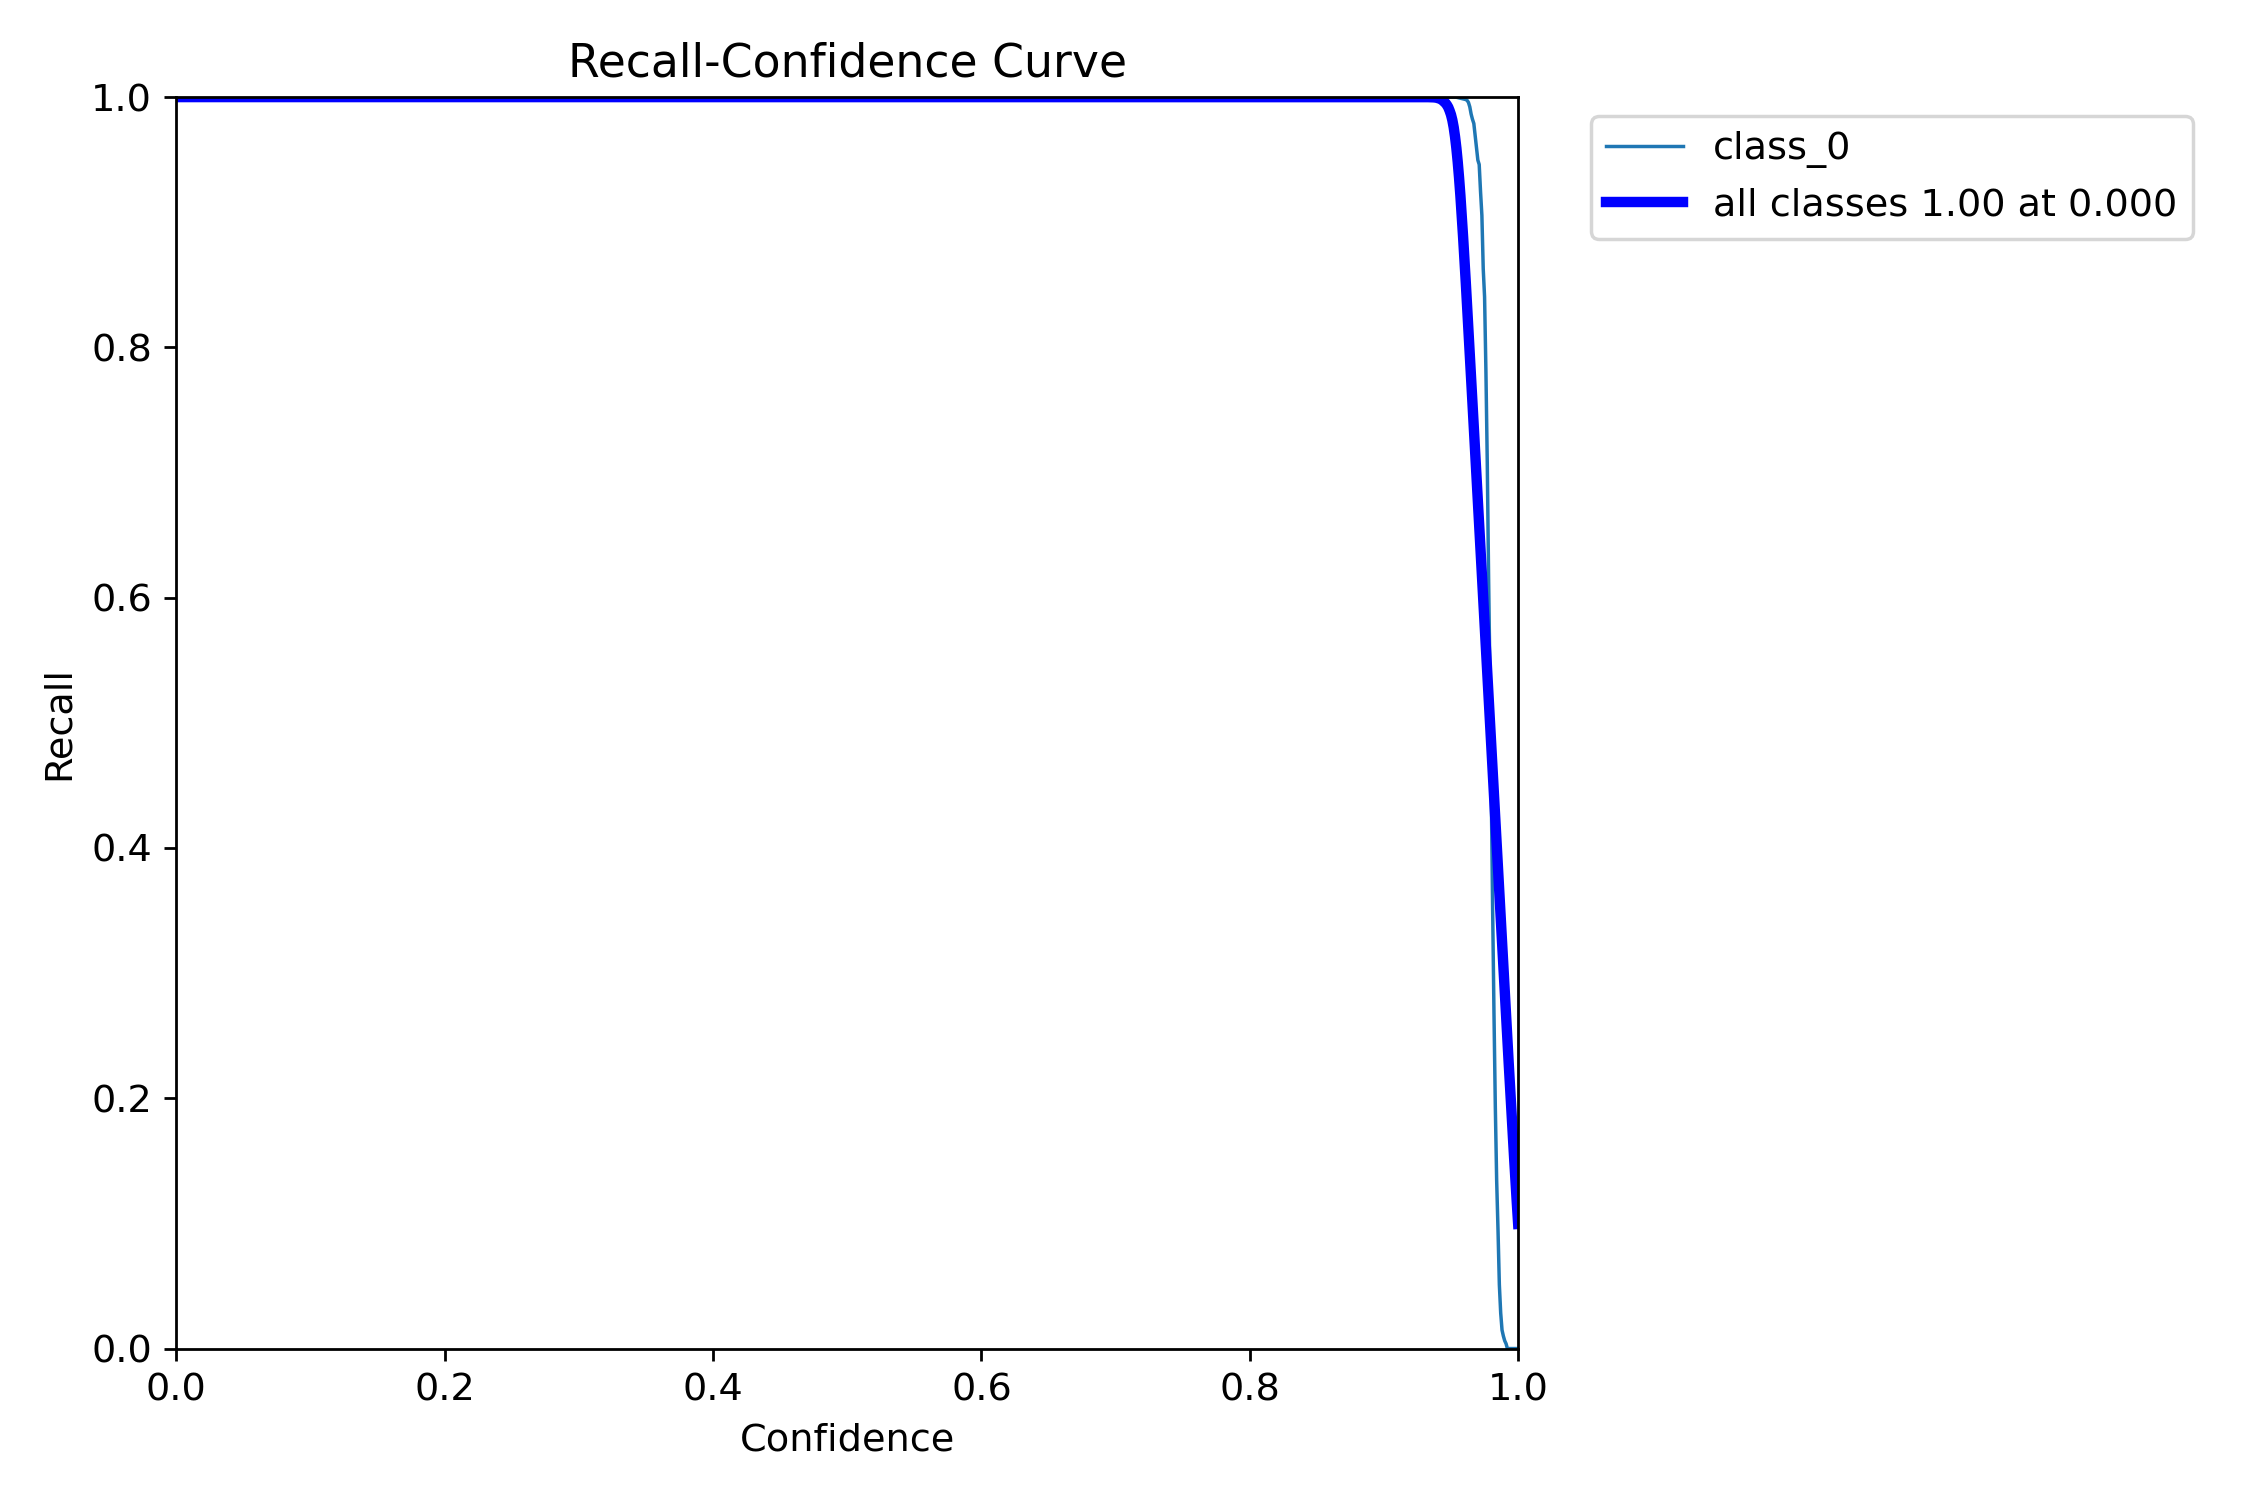 Recall-Confidence Curve
1.0
0.8
0.6
0.4
0.2
0.0
Recall
0.0 0.2 0.4 0.6 0.8 1.0
Confidence
class_0
all classes 1.00 at 0.000